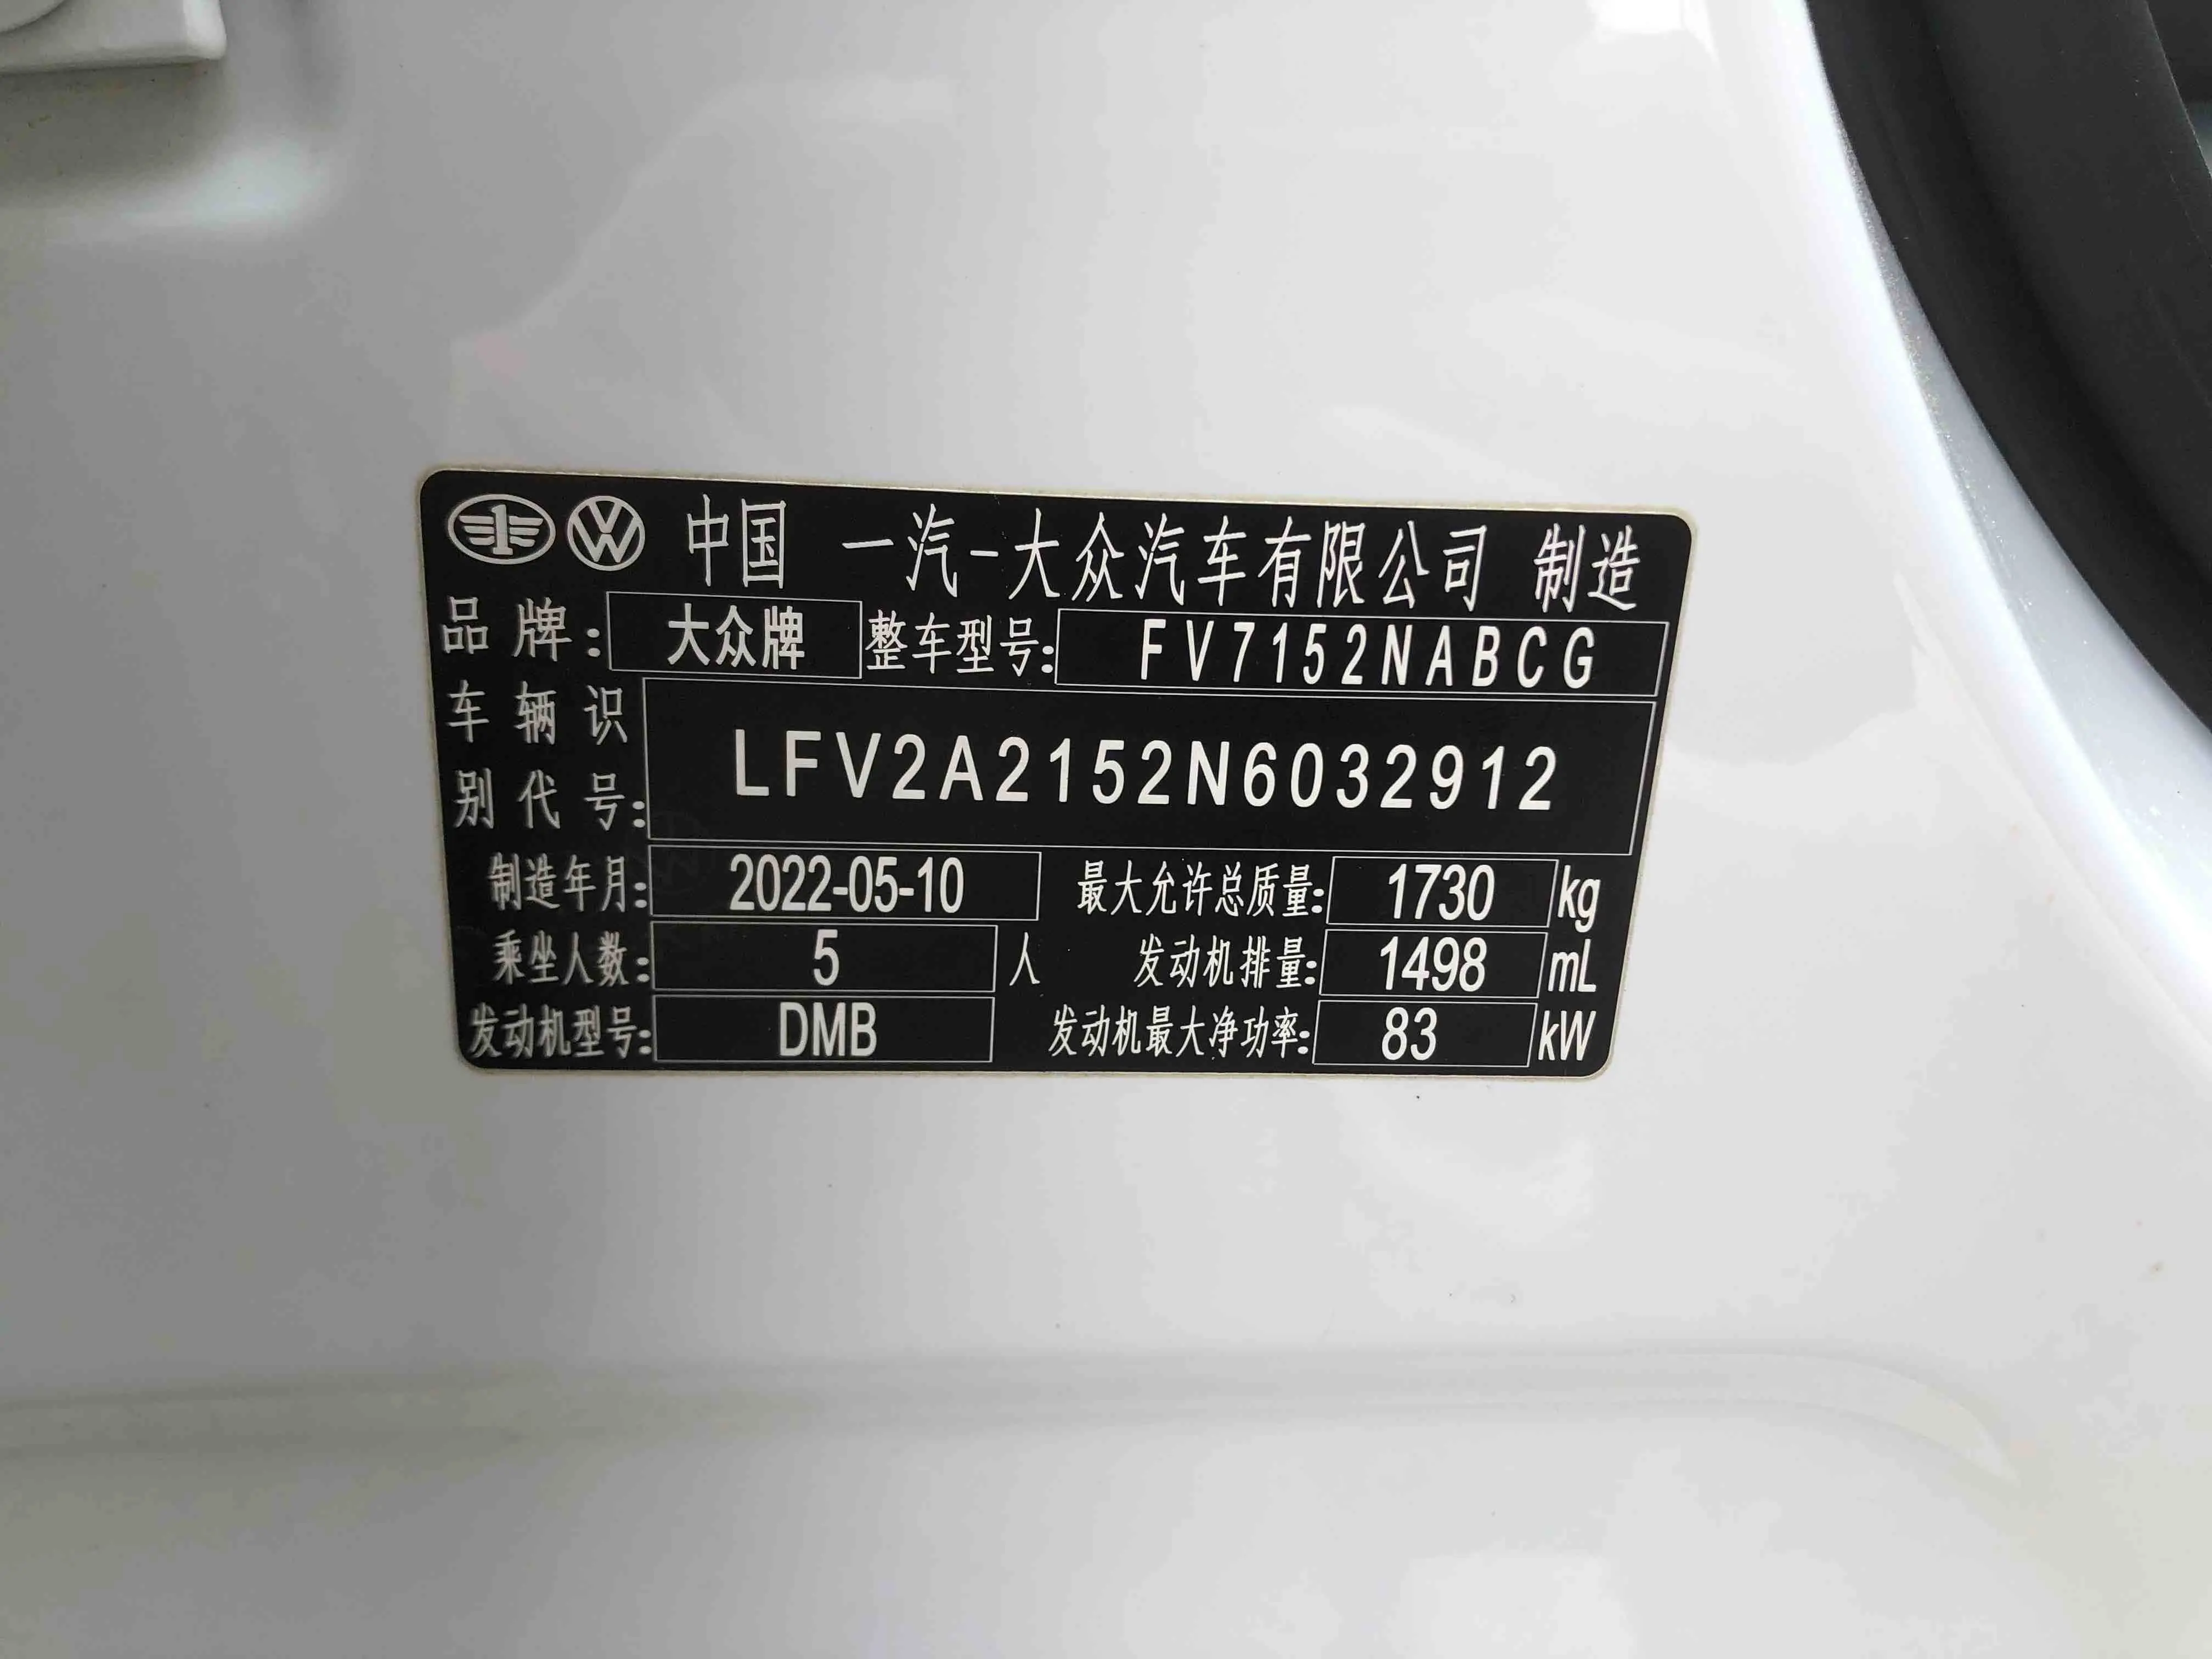 中国 一汽-大众汽车有限公司 制造
品牌: 大众牌 整车型号: FV7152NABCG
车辆识别代号: LFV2A2152N6032912
制造年月: 2022-05-10 最大允许总质量: 1730 kg
乘坐人数: 5 人 发动机排量: 1498 mL
发动机型号: DMB 发动机最大净功率: 83 kW